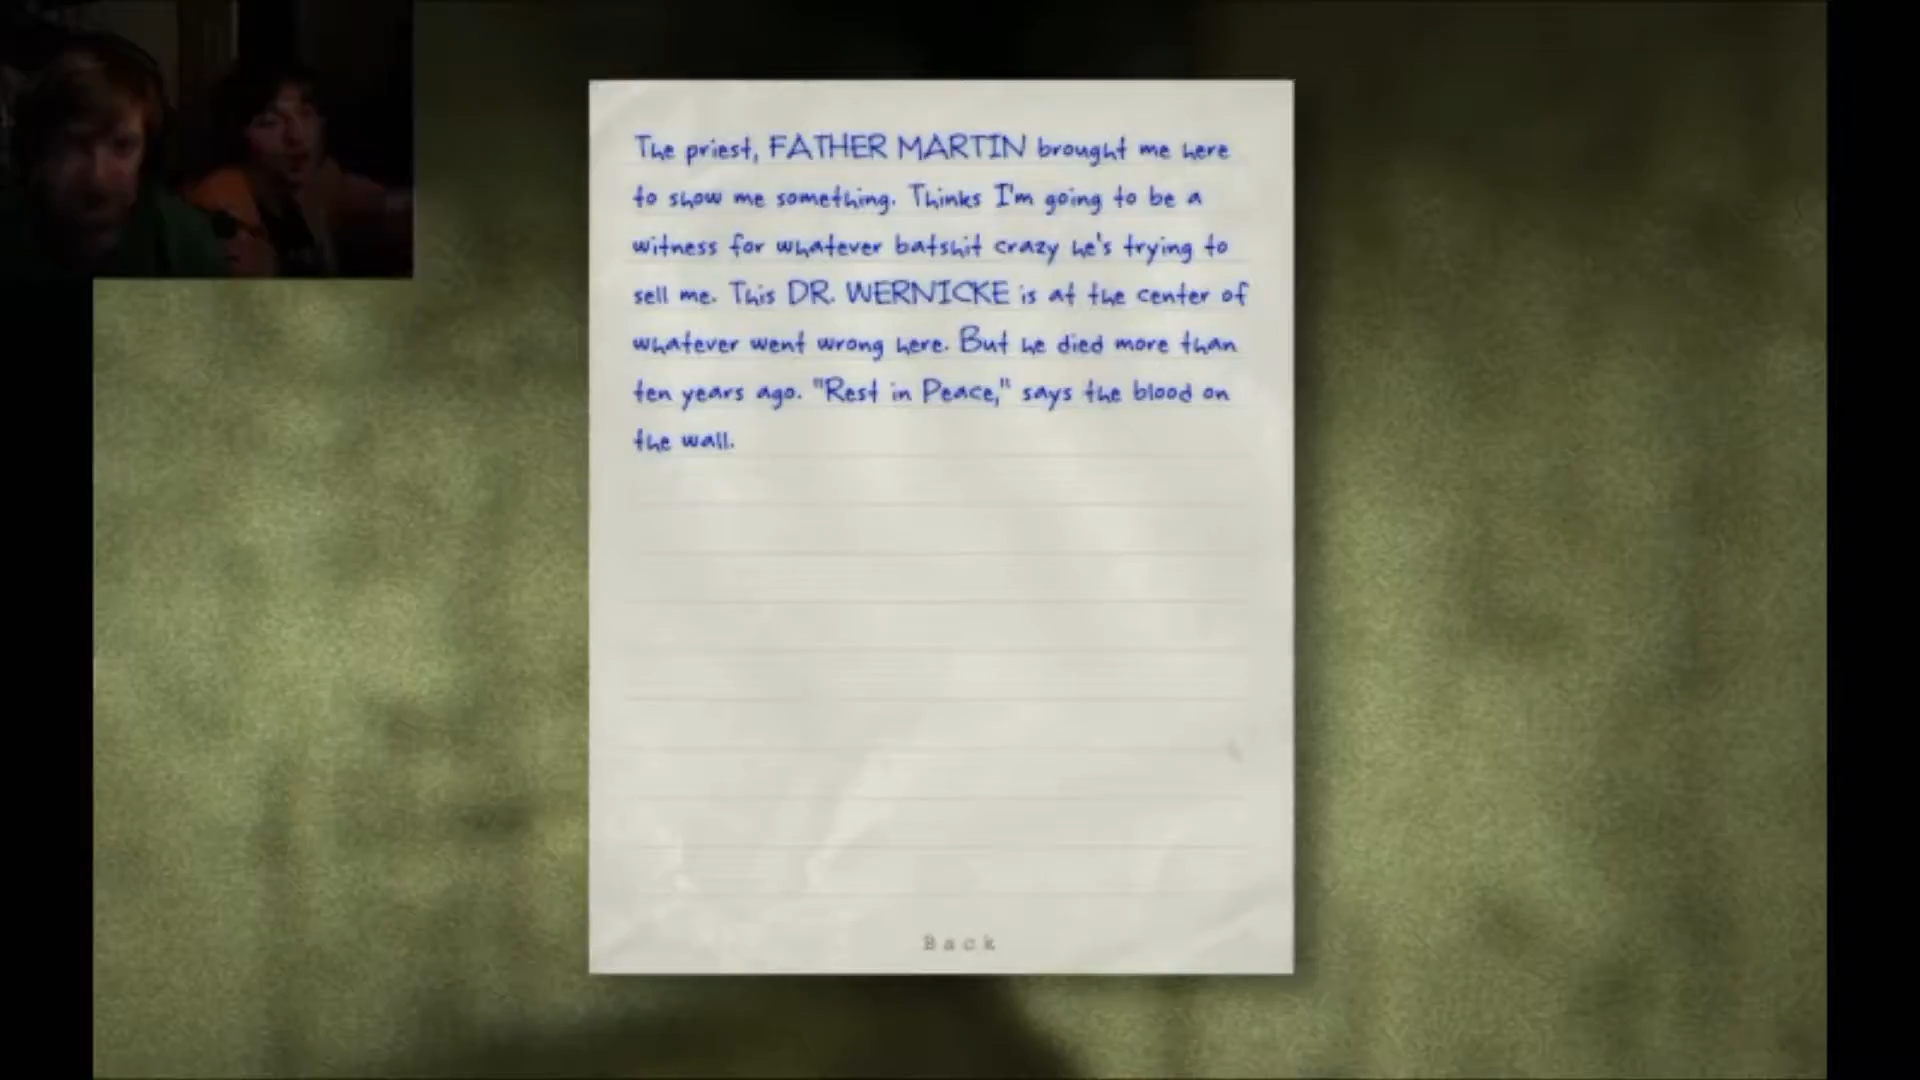 The priest, FATHER MARTIN brought me here
to show me something. Thinks I'm going to be a
witness for whatever batshit crazy he's trying to
sell me. This DR. WERNICKE is at the center of
whatever went wrong here. But he died more than
ten years ago. "Rest in Peace," says the blood on
the wall.
Back